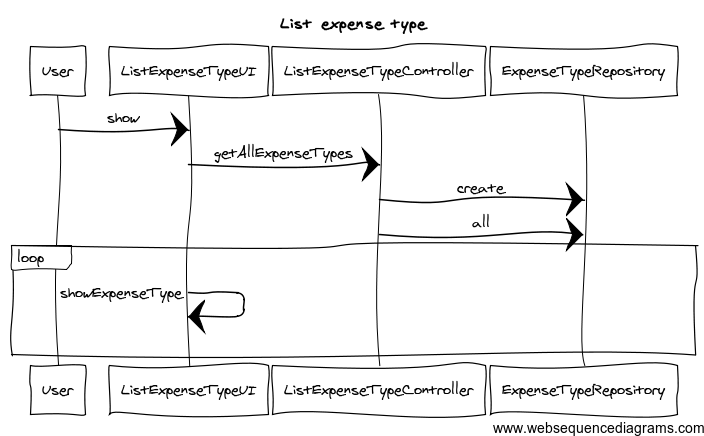 List expense type
User ListExpenseTypeUI ListExpenseTypeController ExpenseTypeRepository
show
getAllExpenseTypes
create
all
loop
showExpenseType
User ListExpenseTypeUI ListExpenseTypeController ExpenseTypeRepository
www.websequencediagrams.com